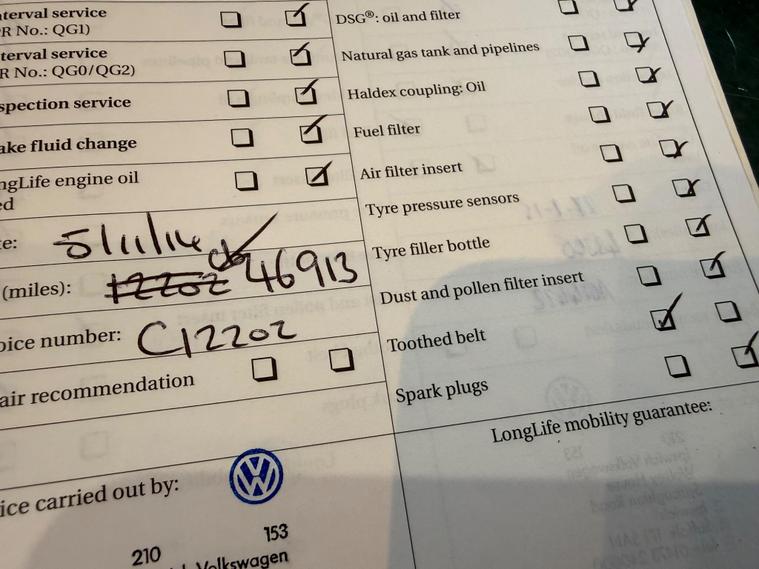 terval service
R No.: QG1)
terval service
R No.: QG0/QG2)
spection service
ake fluid change
ngLife engine oil
ed
te: 5/11/14
(miles): 12202 46913
oice number: C12202
air recommendation
ice carried out by:
210 153
Volkswagen
DSG®: oil and filter
Natural gas tank and pipelines
Haldex coupling: Oil
Fuel filter
Air filter insert
Tyre pressure sensors
Tyre filler bottle
Dust and pollen filter insert
Toothed belt
Spark plugs
LongLife mobility guarantee: